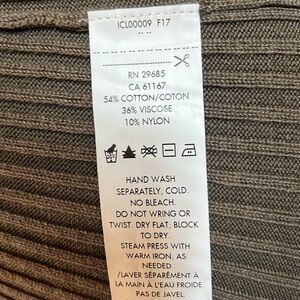 ICL00009 F17
RN 29685
CA 61167
54% COTTON/COTON
36% VISCOSE
10% NYLON
HAND WASH
SEPARATELY, COLD.
NO BLEACH.
DO NOT WRING OR
TWIST. DRY FLAT; BLOCK
TO DRY.
STEAM PRESS WITH
WARM IRON, AS
NEEDED.
/LAVER SÉPARÉMENT À
LA MAIN À L'EAU FROIDE
PAS DE JAVEL.